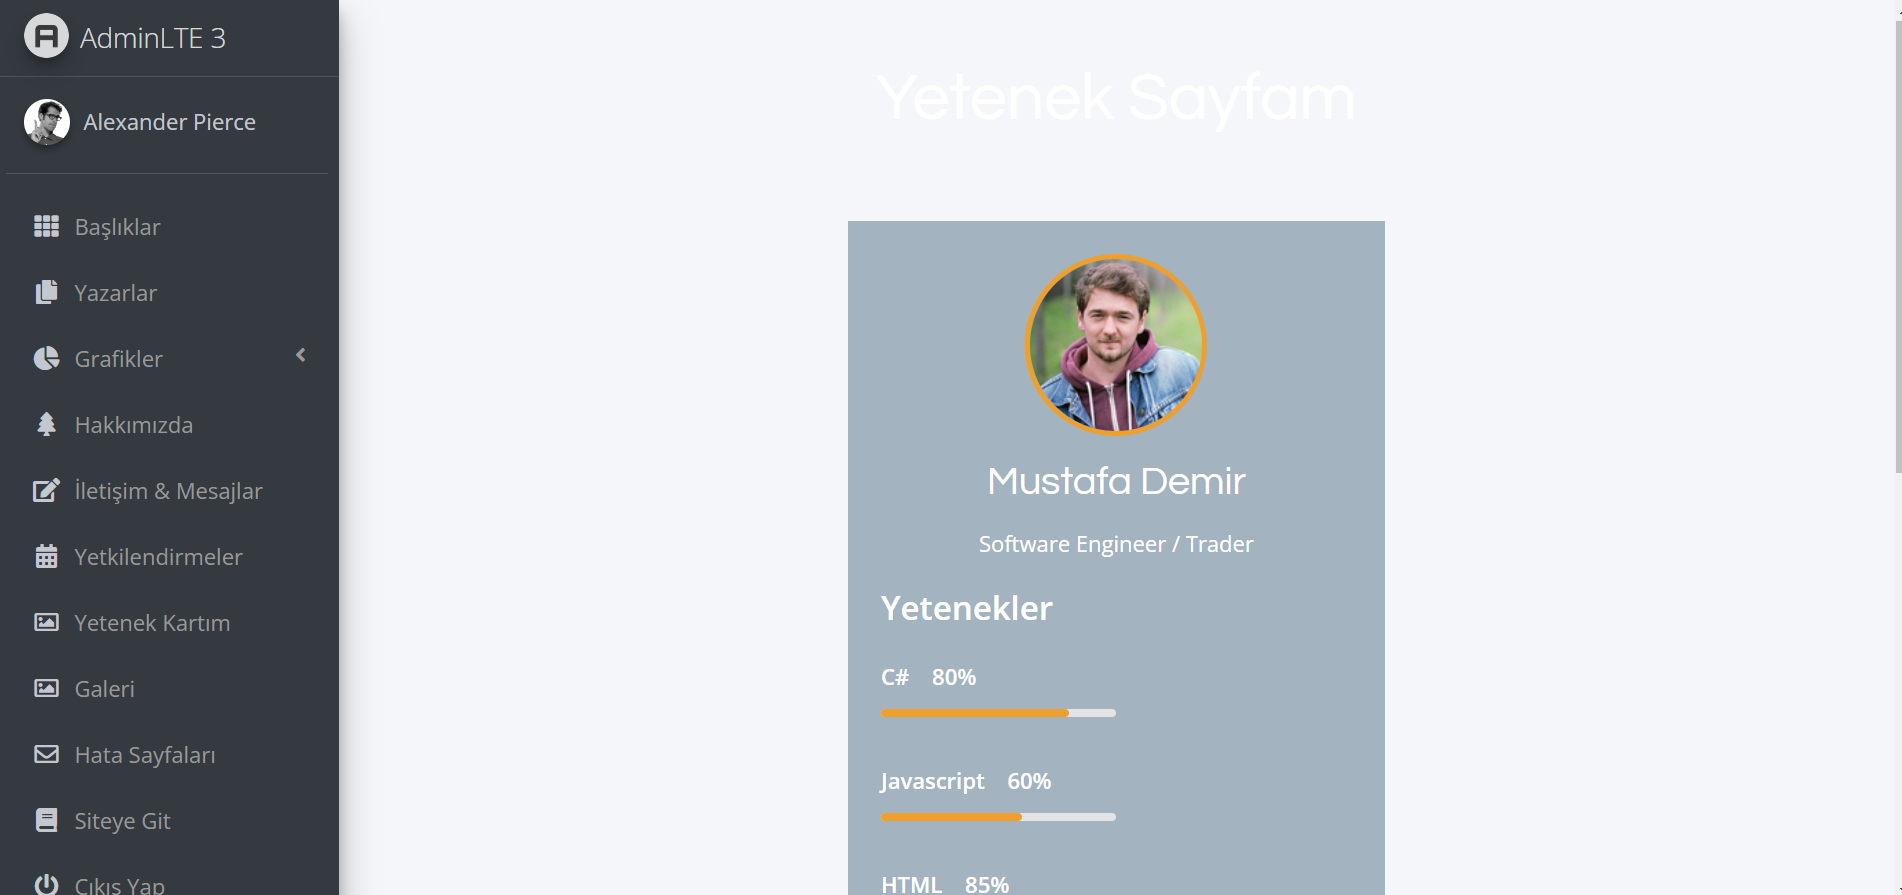 AdminLTE 3
Alexander Pierce
Başlıklar
Yazarlar
Grafikler
Hakkımızda
İletişim & Mesajlar
Yetkilendirmeler
Yetenek Kartım
Galeri
Hata Sayfaları
Siteye Git
Çıkış Yap
Yetenek Sayfam
Mustafa Demir
Software Engineer / Trader
Yetenekler
C# 80%
Javascript 60%
HTML 85%